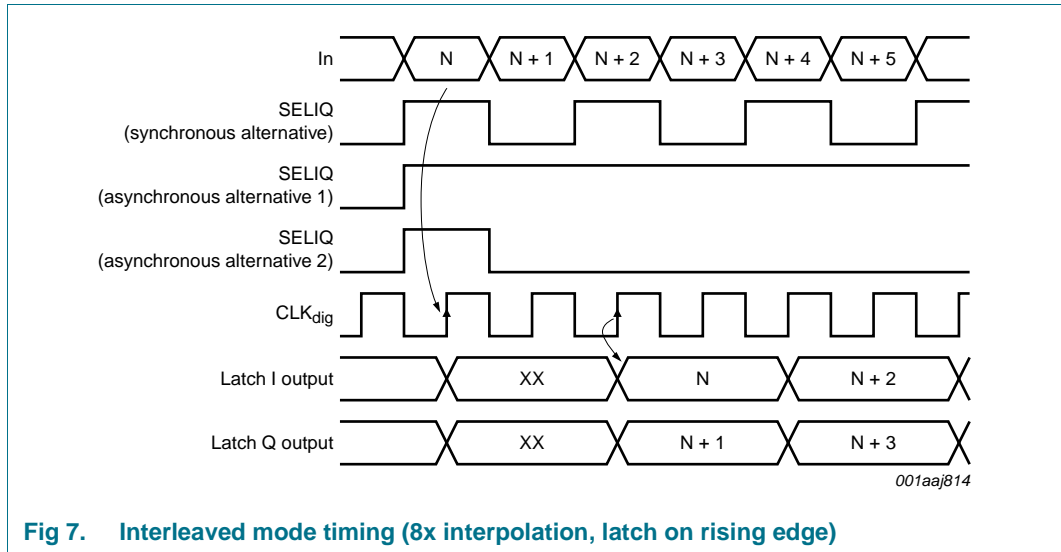 In N N + 1 N + 2 N + 3 N + 4 N + 5
SELIQ
(synchronous alternative)
SELIQ
(asynchronous alternative 1)
SELIQ
(asynchronous alternative 2)
CLKdig
Latch I output XX N N + 2
Latch Q output XX N + 1 N + 3
001aaj814
Fig 7. Interleaved mode timing (8x interpolation, latch on rising edge)